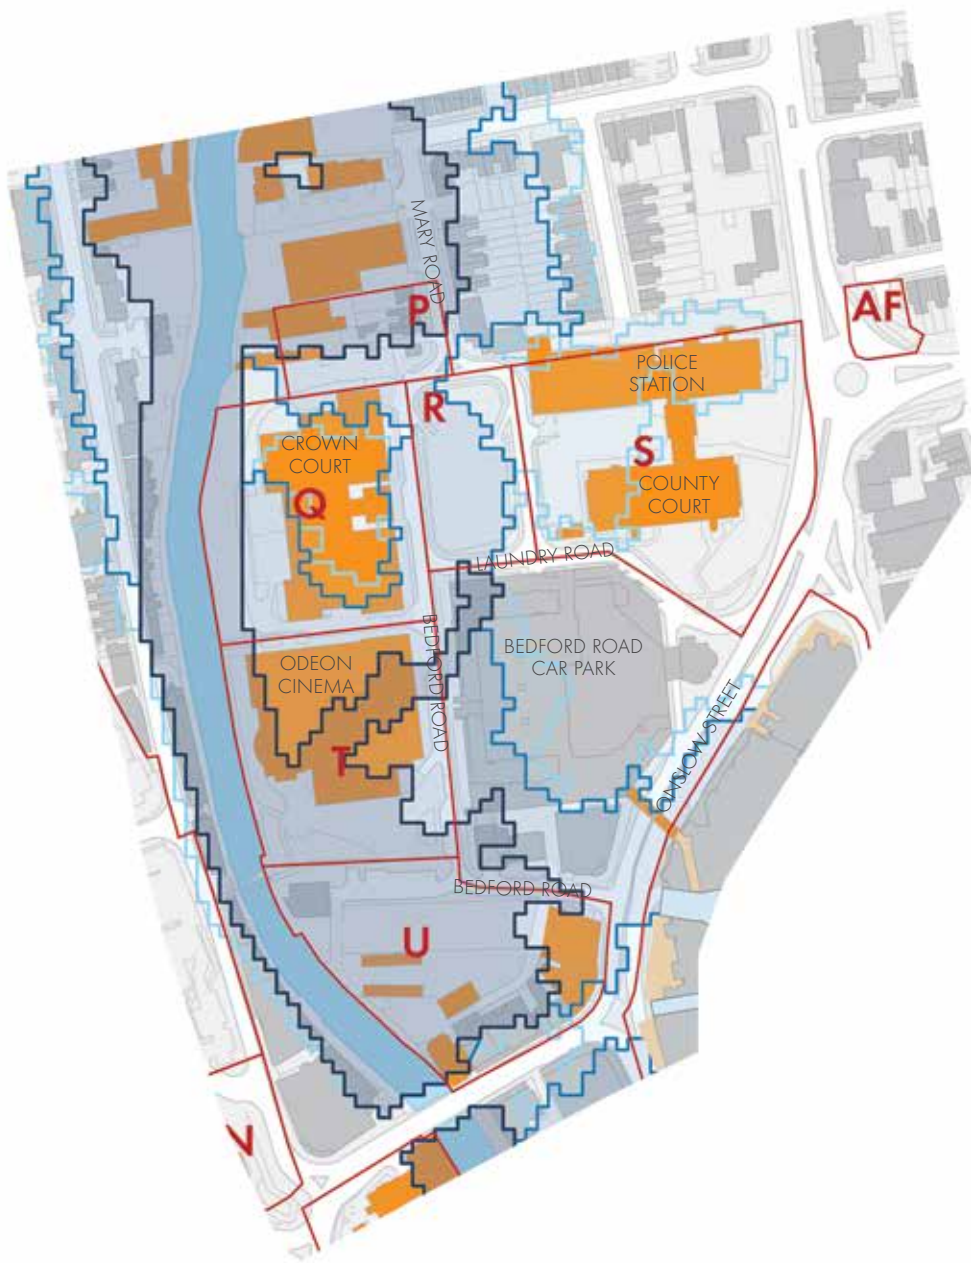 MARY ROAD
P
AF
POLICE
STATION
R
CROWN
COURT
S
COUNTY
COURT
Q
LAUNDRY ROAD
BEDFORD ROAD
BEDFORD ROAD
CAR PARK
ODEON
CINEMA
ONSLOW STREET
T
BEDFORD ROAD
U
V